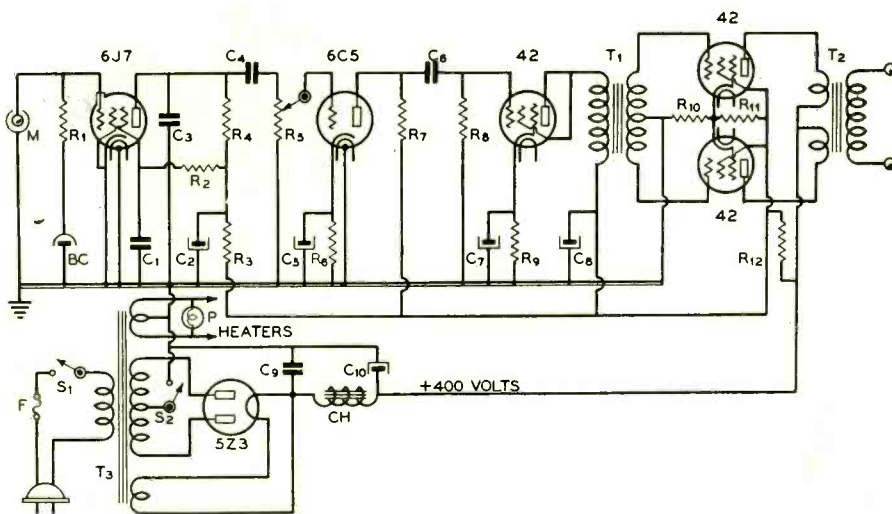 42
42
6J7
C4
6C5
C6
42
T1
T2
M
R1
C3
R4
R5
R7
R8
R10
R11
R2
BC
C1
C2
R3
C5
R6
C7
R9
C8
42
R12
P
HEATERS
C9
C10
+400 VOLTS
S1
F
S2
CH
5Z3
T3